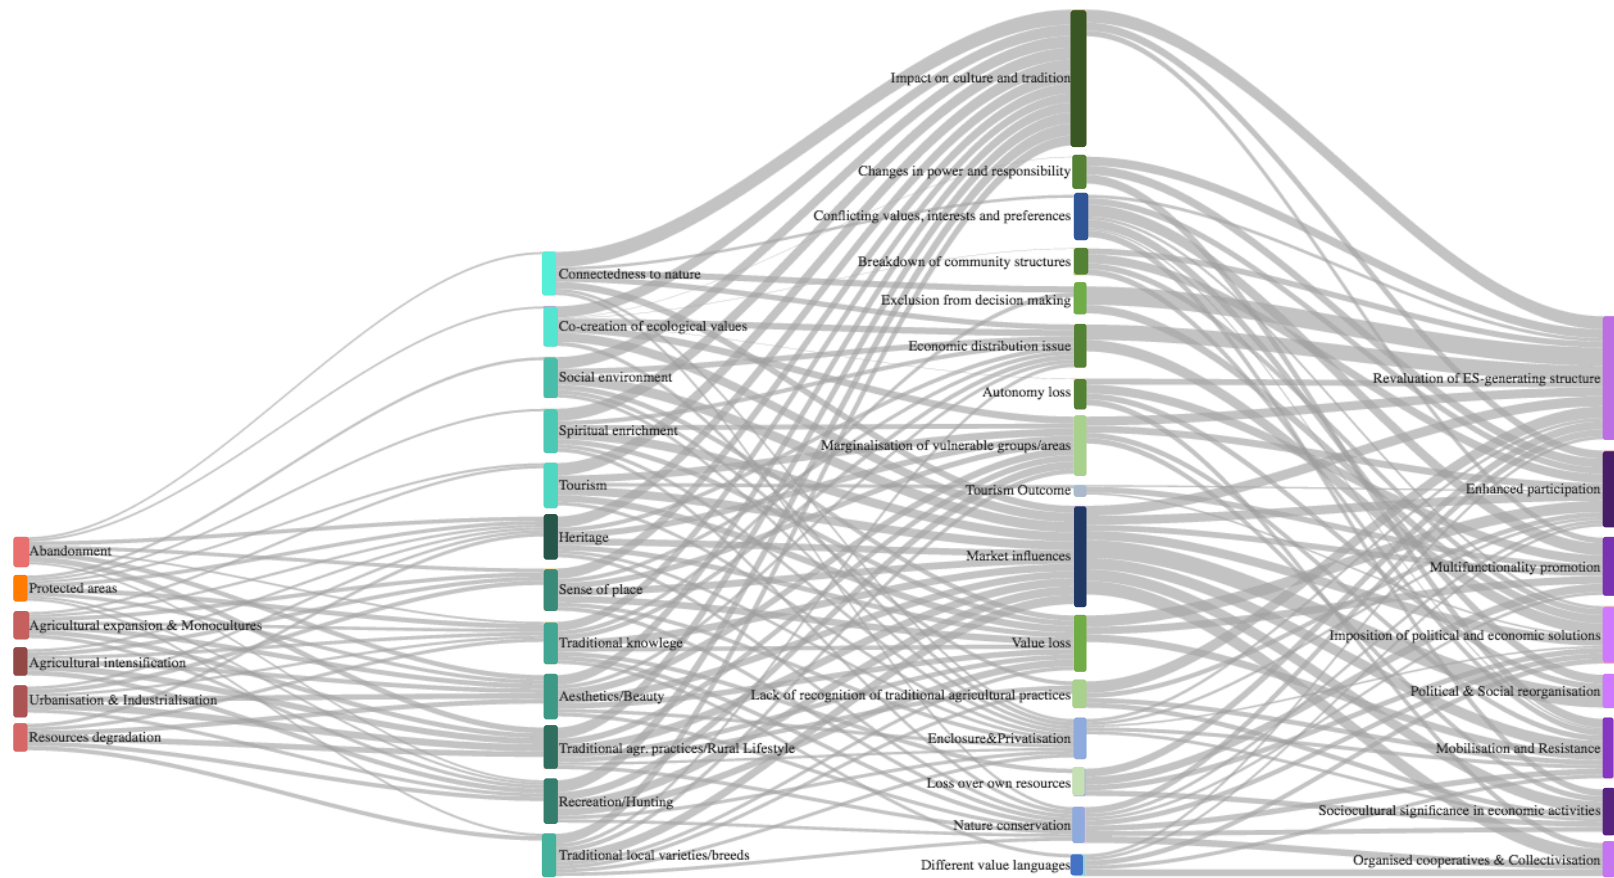 Abandonment
Protected areas
Agricultural expansion & Monocultures
Agricultural intensification
Urbanisation & Industrialisation
Resources degradation
Connectedness to nature
Co-creation of ecological values
Social environment
Spiritual enrichment
Tourism
Heritage
Sense of place
Traditional knowlege
Aesthetics/Beauty
Traditional agr. practices/Rural Lifestyle
Recreation/Hunting
Traditional local varieties/breeds
Impact on culture and tradition
Changes in power and responsibility
Conflicting values, interests and preferences
Breakdown of community structures
Exclusion from decision making
Economic distribution issue
Autonomy loss
Marginalisation of vulnerable groups/areas
Tourism Outcome
Market influences
Value loss
Lack of recognition of traditional agricultural practices
Enclosure&Privatisation
Loss over own resources
Nature conservation
Different value languages
Revaluation of ES-generating structure
Enhanced participation
Multifunctionality promotion
Imposition of political and economic solutions
Political & Social reorganisation
Mobilisation and Resistance
Sociocultural significance in economic activities
Organised cooperatives & Collectivisation